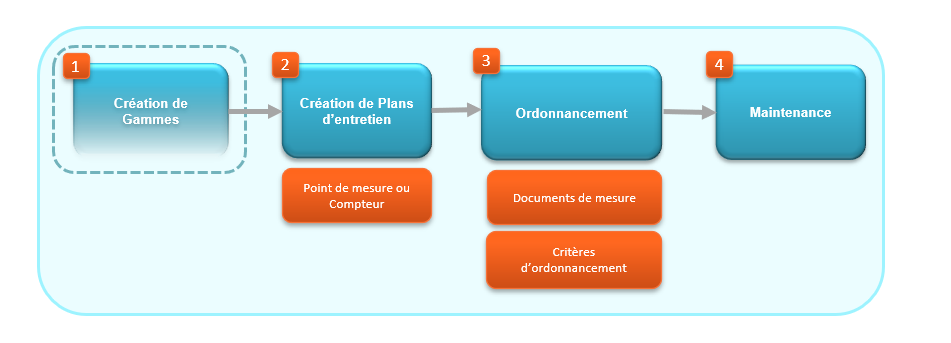 1
Création de
Gammes
2
Création de Plans
d'entretien
Point de mesure ou
Compteur
3
Ordonnancement
Documents de mesure
Critères
d'ordonnancement
4
Maintenance